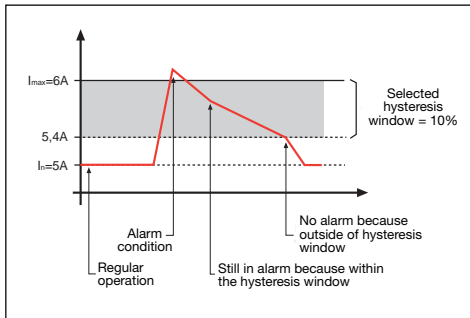 Imax=6A
Selected
hysteresis
window = 10%
5,4A
In=5A
No alarm because
outside of hysteresis
window
Alarm
condition
Still in alarm because within
the hysteresis window
Regular
operation